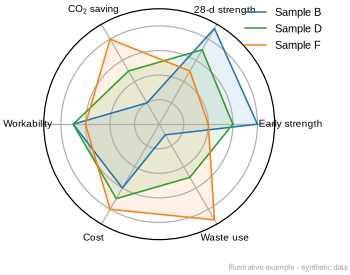 CO₂ saving
28-d strength
Sample B
Sample D
Sample F
Workability
Early strength
Cost
Waste use
Illustrative example - synthetic data